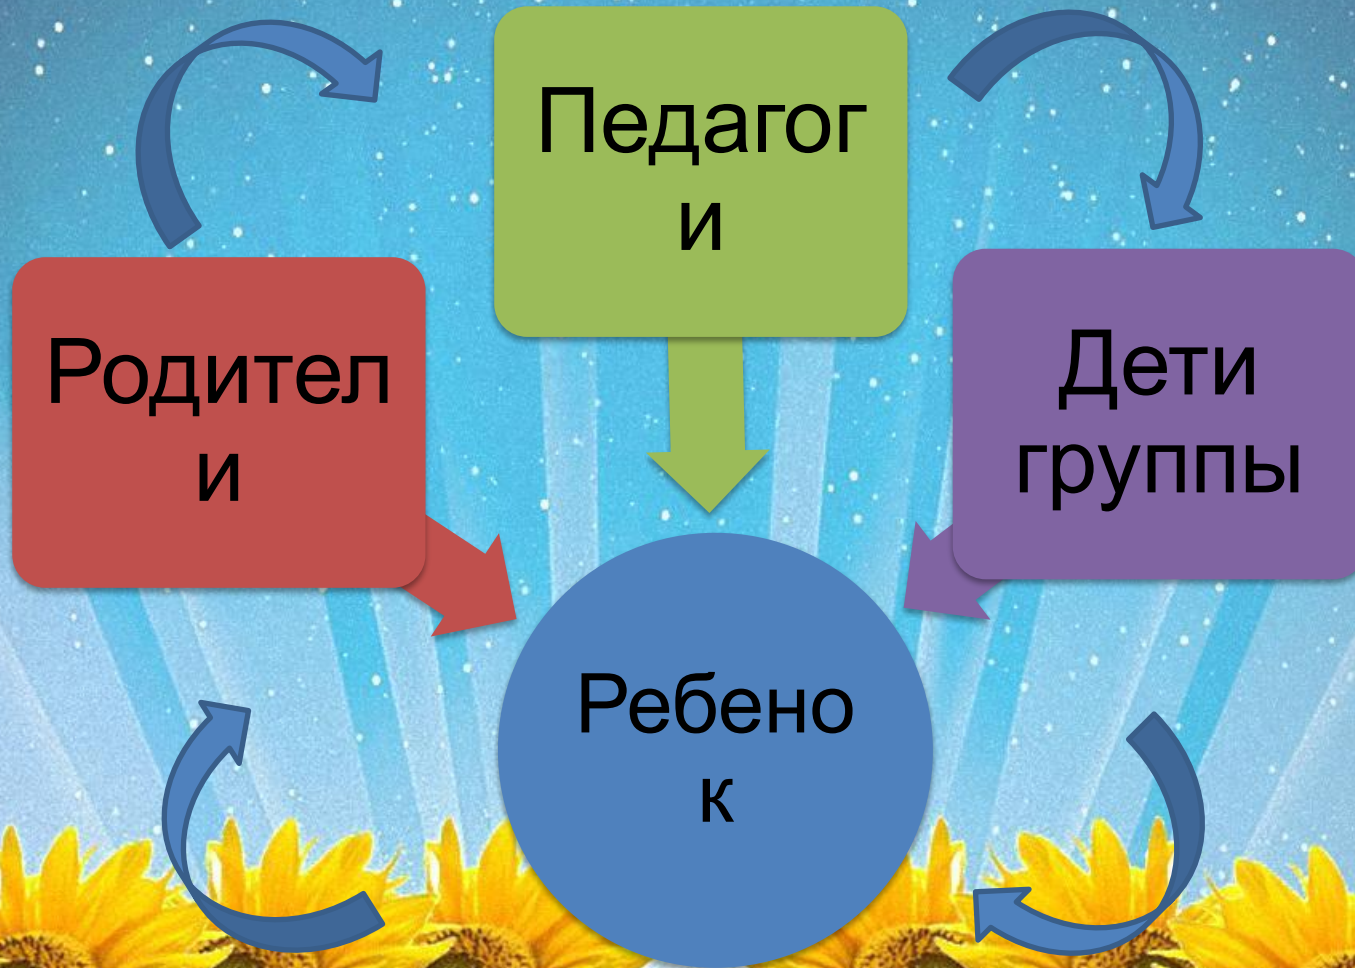 Педагог
и
Родител
и
Дети
группы
Ребено
к